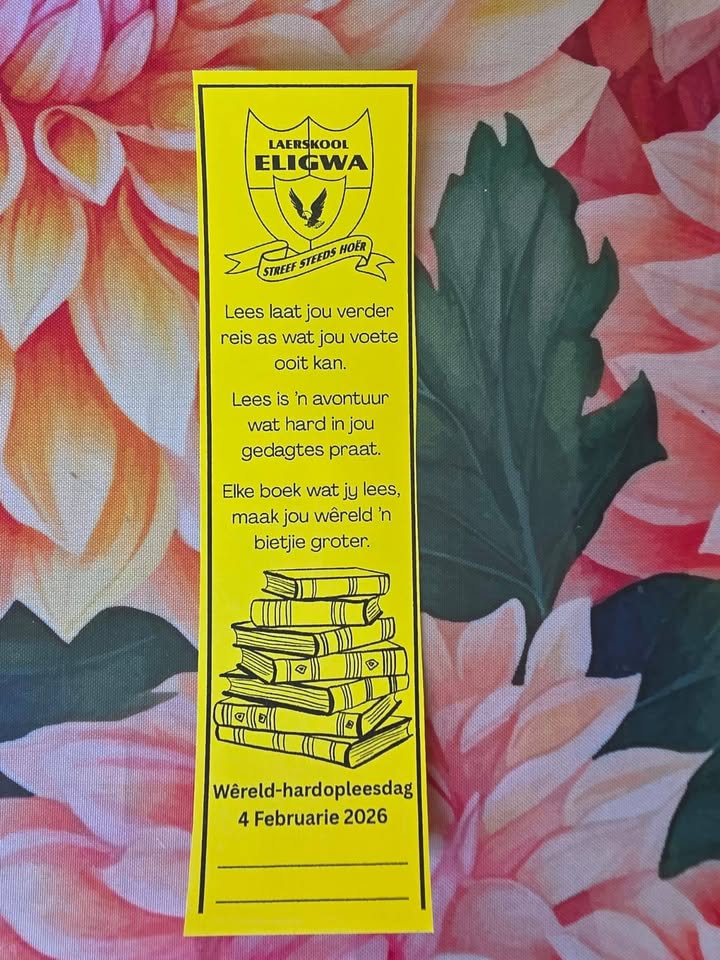 LAERSKOOL
ELIGWA
STREEF STEEDS HOËR
Lees laat jou verder
reis as wat jou voete
ooit kan.
Lees is 'n avontuur
wat hard in jou
gedagtes praat.
Elke boek wat jy lees,
maak jou wêreld 'n
bietjie groter.
Wêreld-hardopleesdag
4 Februarie 2026